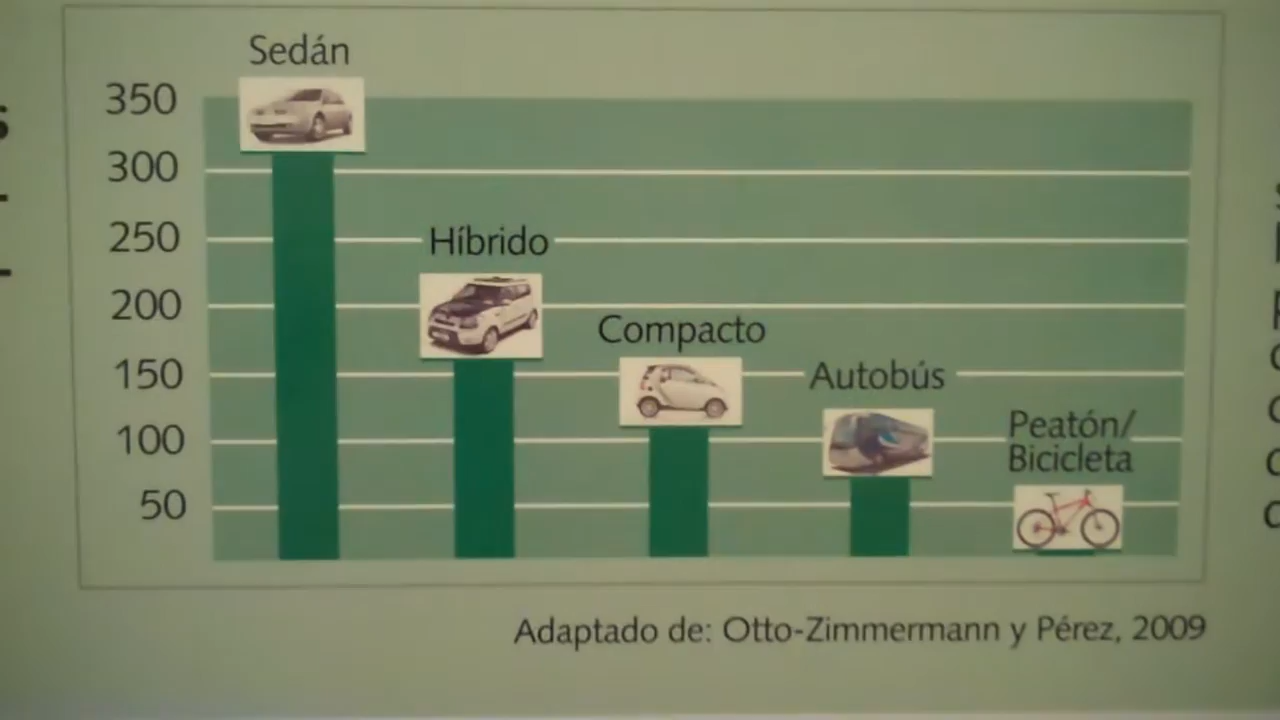 Sedán
350
300
250
Híbrido
200
Compacto
150
Autobús
100
Peatón/
Bicicleta
50
Adaptado de: Otto-Zimmermann y Pérez, 2009